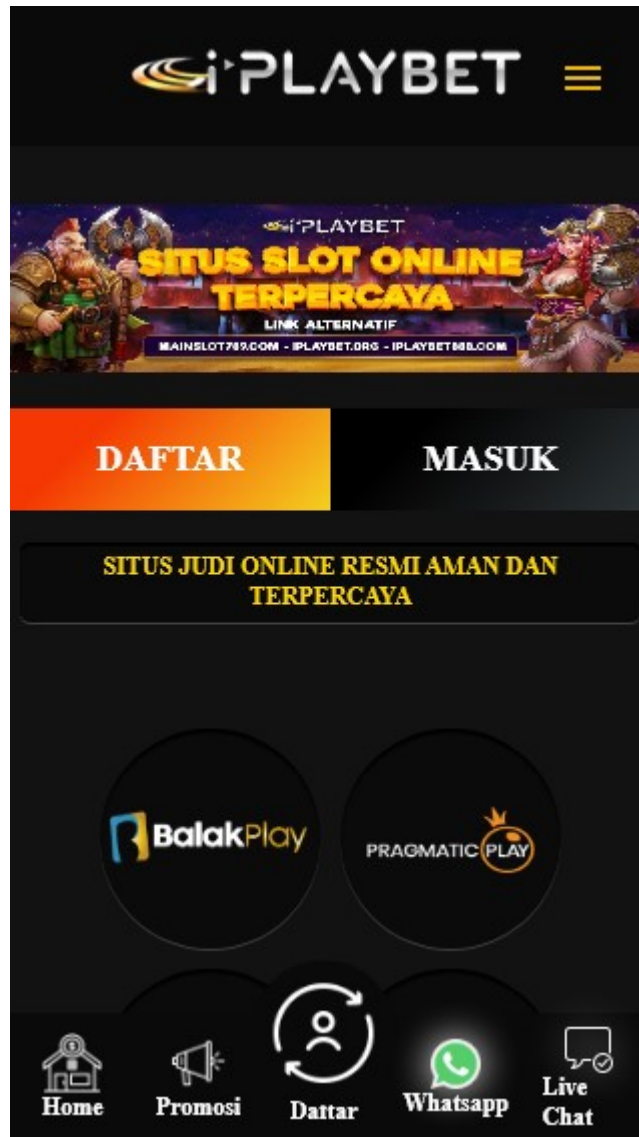 i·PLAYBET
i·PLAYBET
SITUS SLOT ONLINE
TERPERCAYA
LINK ALTERNATIF
MAINSLOT789.COM - IPLAYBET.ORG - IPLAYBET888.COM
DAFTAR MASUK
SITUS JUDI ONLINE RESMI AMAN DAN
TERPERCAYA
BalakPlay PRAGMATIC PLAY
Home Promosi Daftar Whatsapp Live
Chat